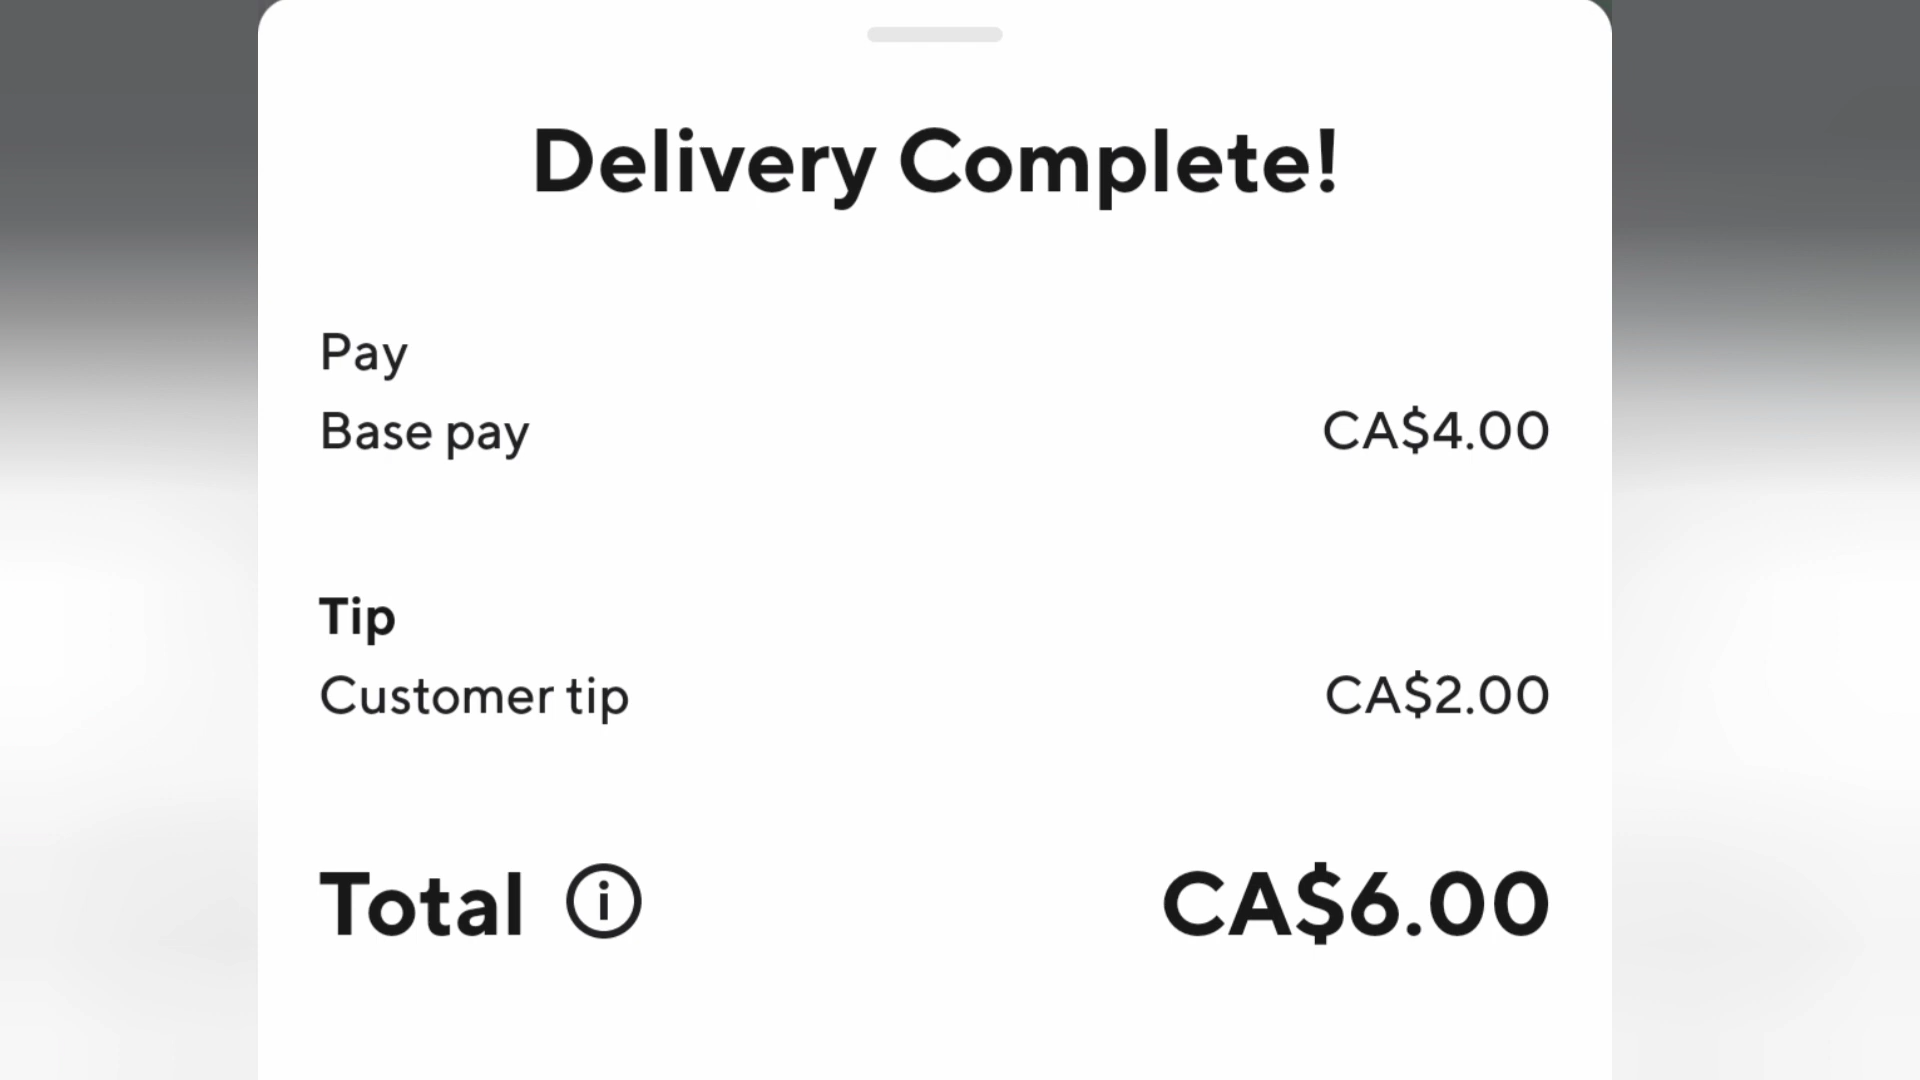 Delivery Complete!
Pay
Base pay CA$4.00
Tip
Customer tip CA$2.00
Total CA$6.00